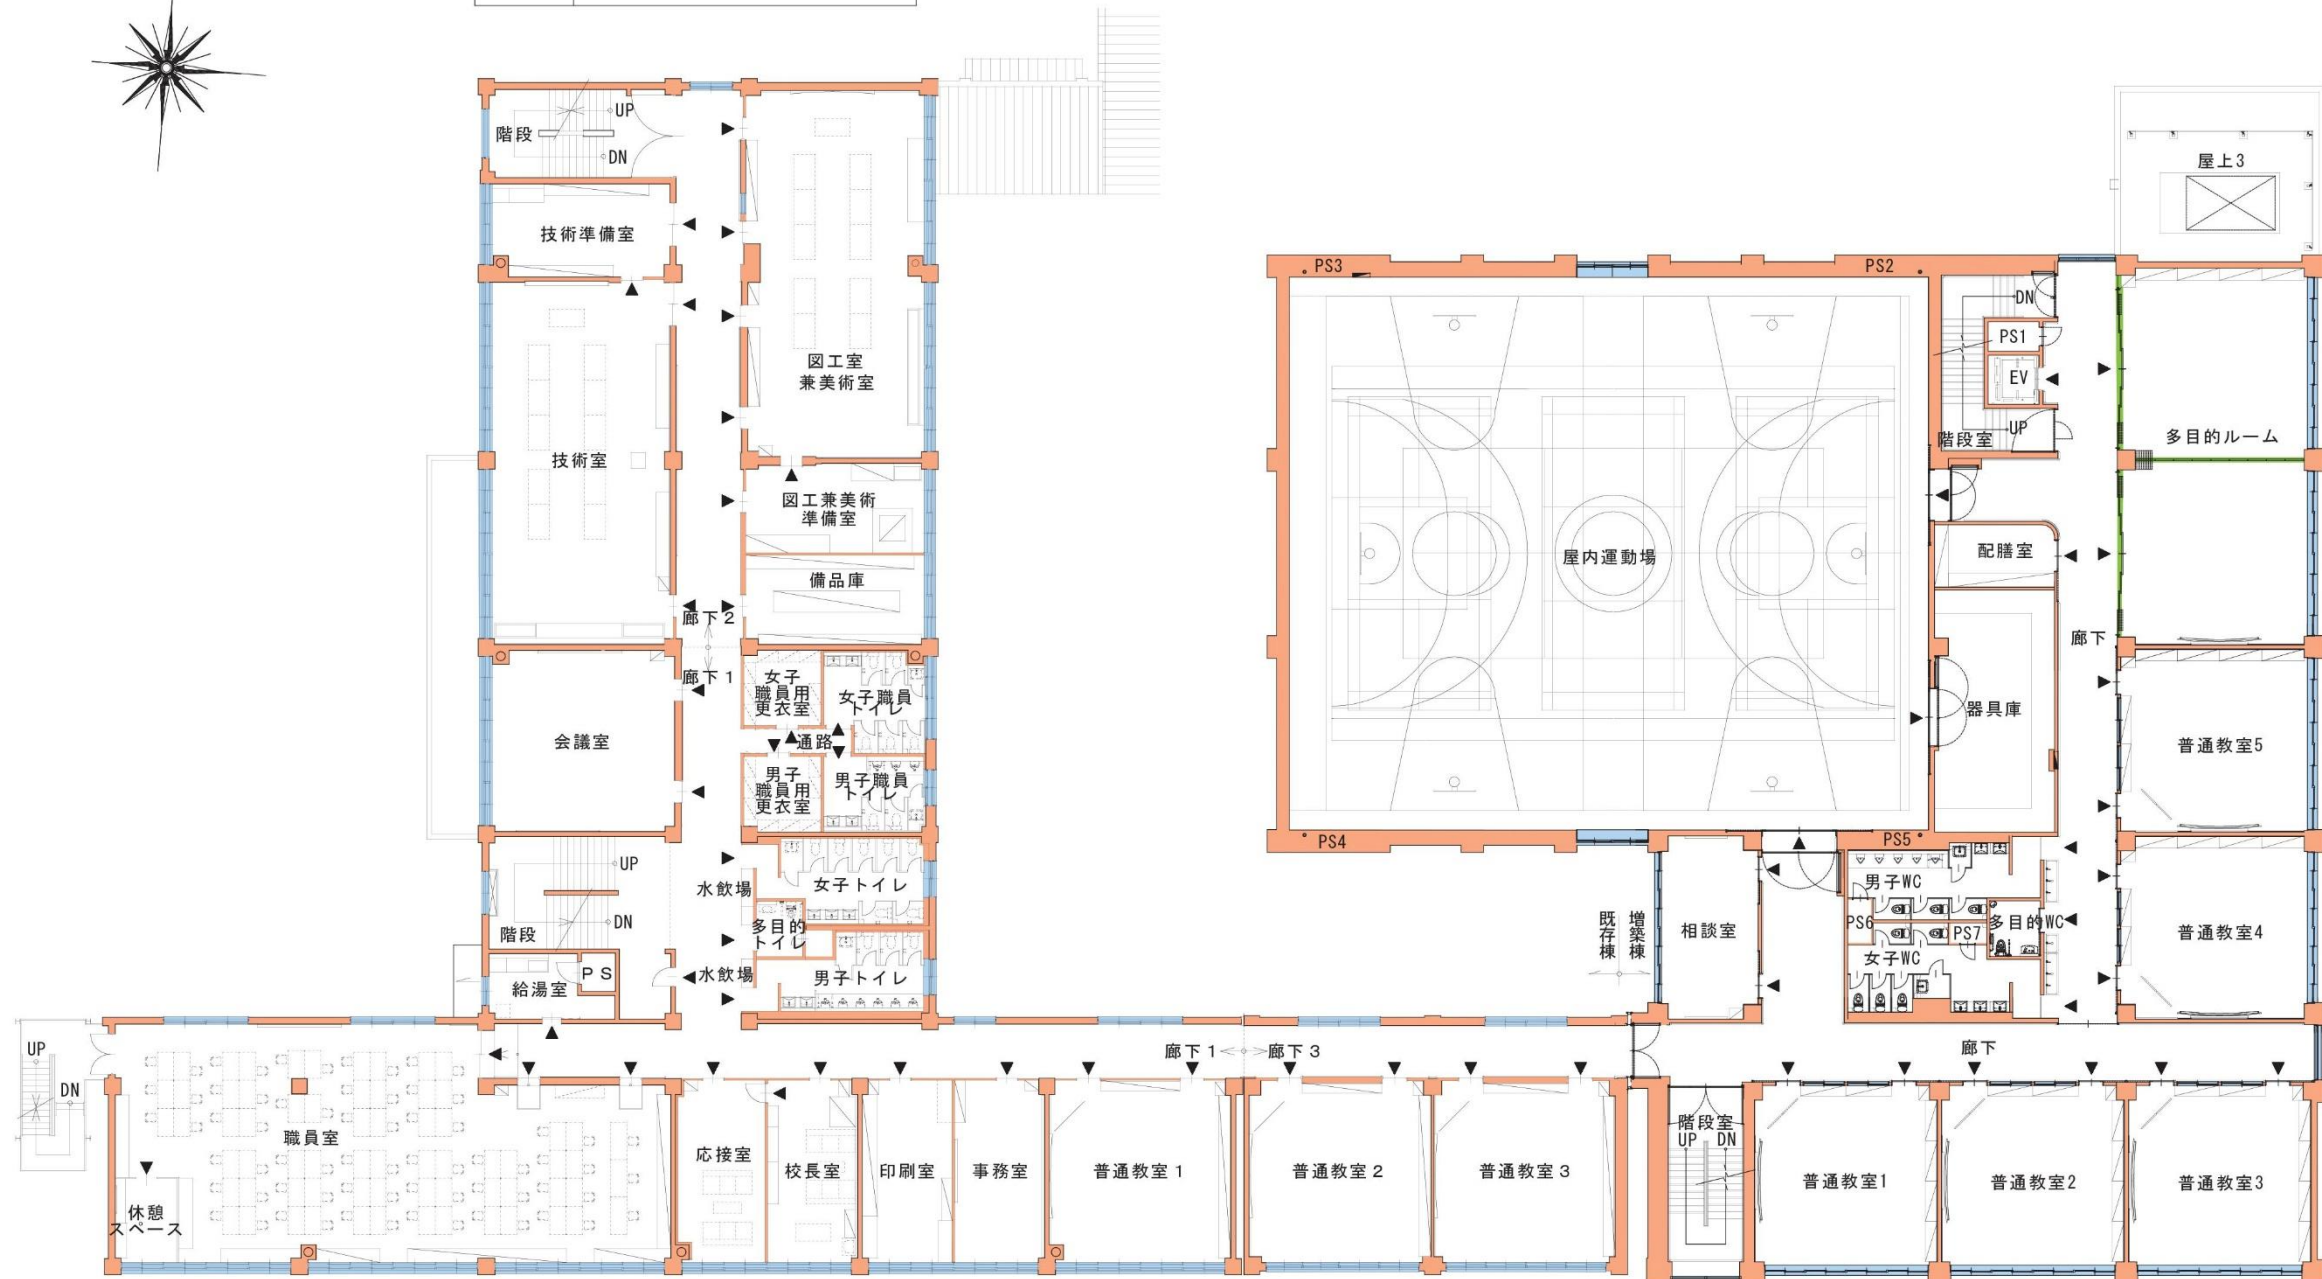 UP
階段
DN
技術準備室
図工室
兼美術室
技術室
図工兼美術
準備室
備品庫
廊下2
廊下1
女子
職員用
更衣室
女子職員
トイレ
会議室
通路
男子
職員用
更衣室
男子職員
トイレ
UP
DN
階段
水飲場
女子トイレ
多目的
トイレ
PS
給湯室
水飲場
男子トイレ
UP
DN
職員室
休憩
スペース
応接室
校長室
印刷室
事務室
普通教室1
廊下1
廊下3
普通教室2
普通教室3
屋上3
PS3
PS2
DN
PS1
EV
UP
階段室
多目的ルーム
屋内運動場
配膳室
廊下
器具庫
普通教室5
PS4
PS5
既存棟
増築棟
相談室
男子WC
PS6
多目的WC
PS7
女子WC
普通教室4
廊下
階段室
UP
DN
普通教室1
普通教室2
普通教室3